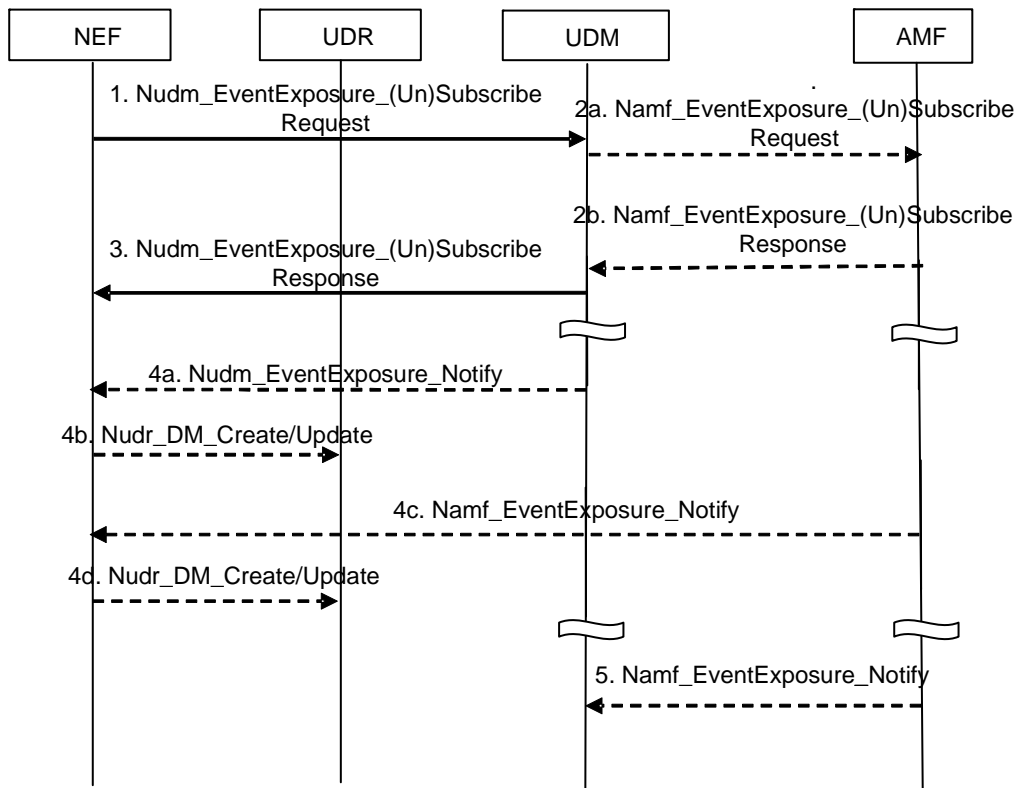 NEF
UDR
UDM
AMF
1. Nudm_EventExposure_(Un)Subscribe
Request
.
2a. Namf_EventExposure_(Un)Subscribe
Request
2b. Namf_EventExposure_(Un)Subscribe
Response
3. Nudm_EventExposure_(Un)Subscribe
Response
4a. Nudm_EventExposure_Notify
4b. Nudr_DM_Create/Update
4c. Namf_EventExposure_Notify
4d. Nudr_DM_Create/Update
5. Namf_EventExposure_Notify